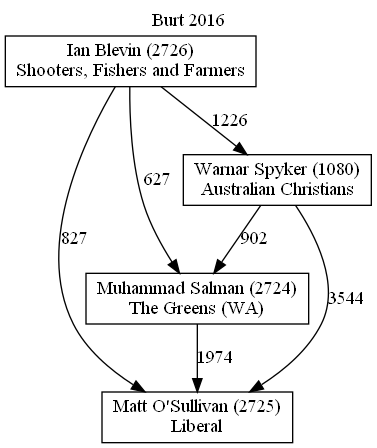 Burt 2016
Ian Blevin (2726)
Shooters, Fishers and Farmers
1226
Warnar Spyker (1080)
Australian Christians
627
827
902
Muhammad Salman (2724)
The Greens (WA)
3544
1974
Matt O'Sullivan (2725)
Liberal